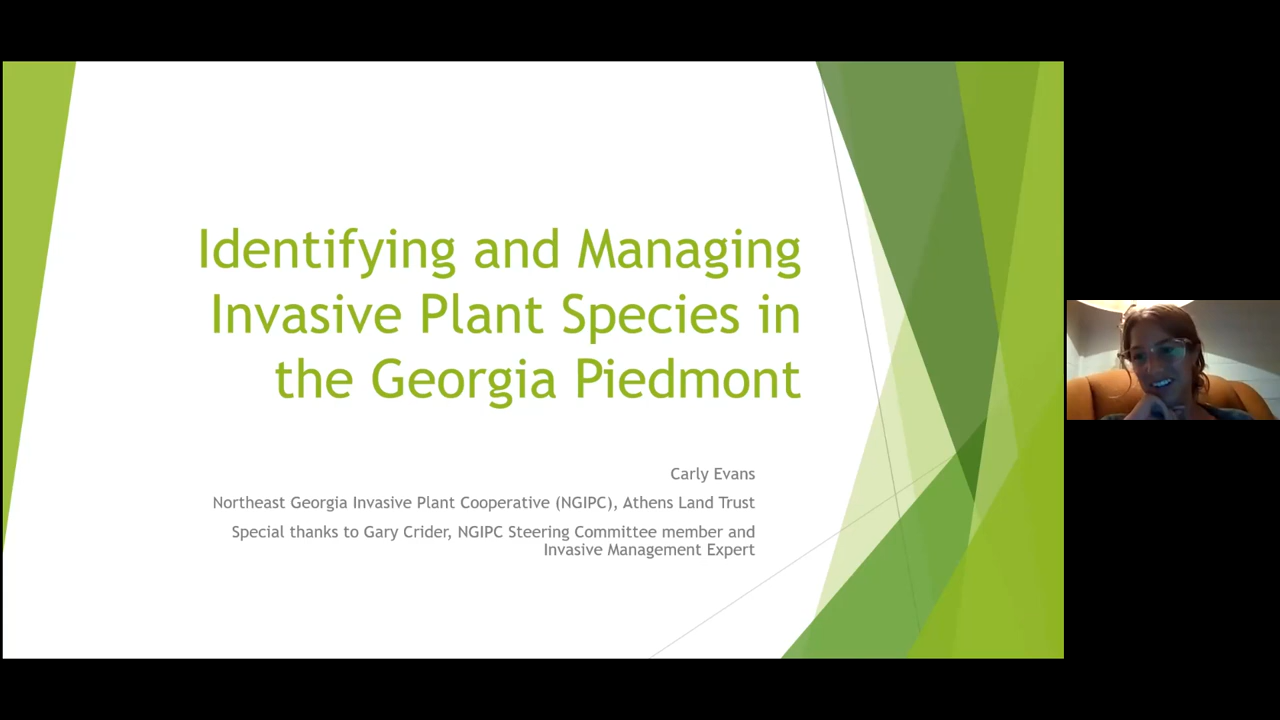 Identifying and Managing
Invasive Plant Species in
the Georgia Piedmont
Carly Evans
Northeast Georgia Invasive Plant Cooperative (NGIPC), Athens Land Trust
Special thanks to Gary Crider, NGIPC Steering Committee member and
Invasive Management Expert